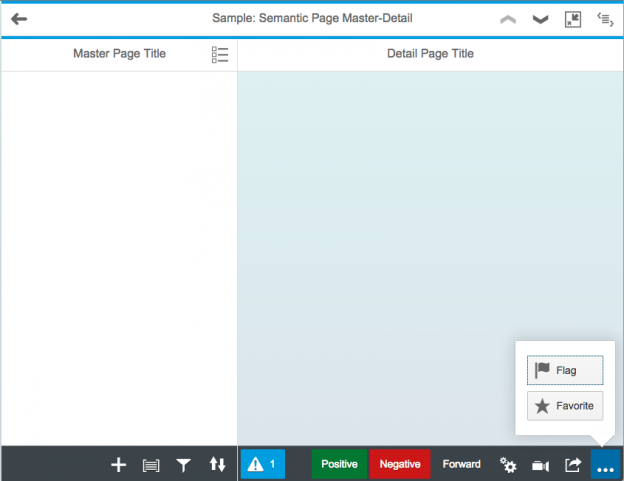 Sample: Semantic Page Master-Detail
Master Page Title
Detail Page Title
Flag
Favorite
1
Positive
Negative
Forward